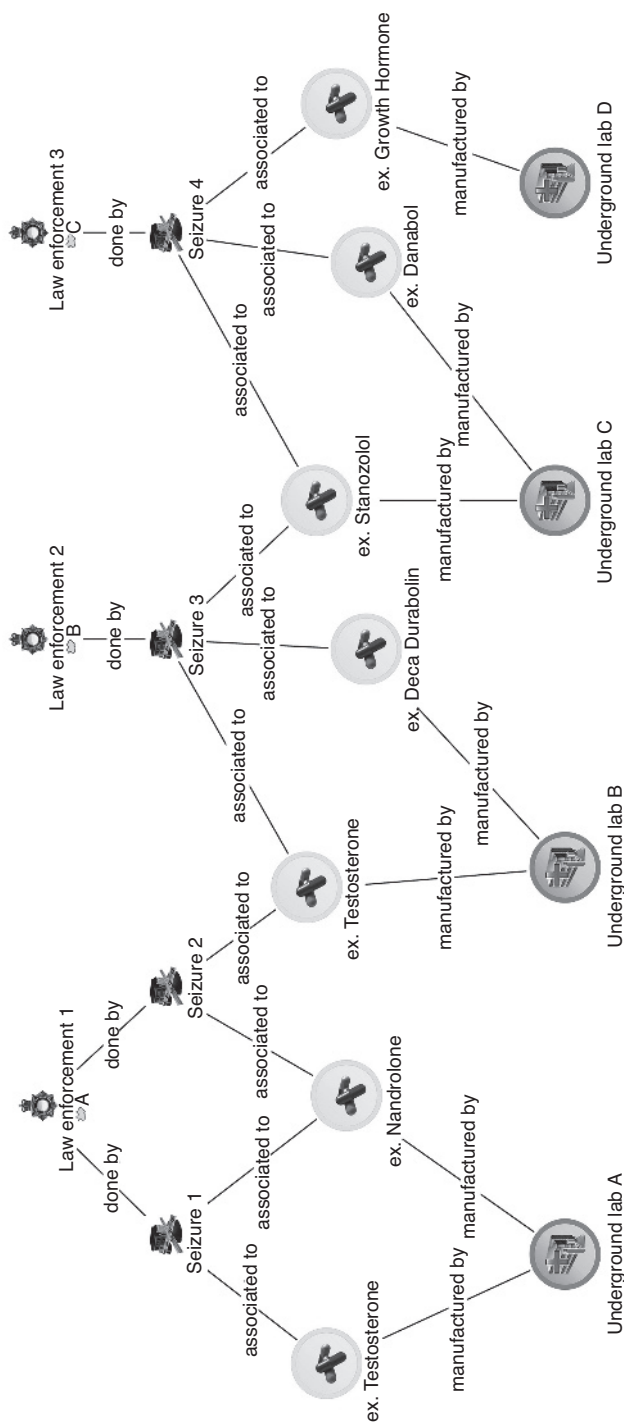 Law enforcement 1
A
Law enforcement 2
B
Law enforcement 3
C
done by
done by
done by
done by
Seizure 1
Seizure 2
Seizure 3
Seizure 4
associated to
associated to
associated to
associated to
associated to
associated to
associated to
associated to
associated to
associated to
ex. Testosterone
ex. Nandrolone
ex. Testosterone
ex. Deca Durabolin
ex. Stanozolol
ex. Danabol
ex. Growth Hormone
manufactured by
manufactured by
manufactured by
manufactured by
manufactured by
manufactured by
manufactured by
Underground lab A
Underground lab B
Underground lab C
Underground lab D